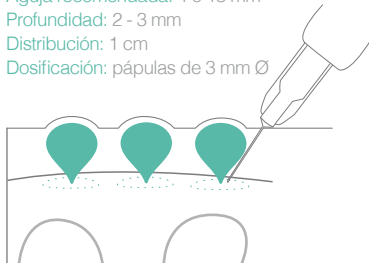 Profundidad: 2 - 3 mm
Distribución: 1 cm
Dosificación: pápulas de 3 mm Ø